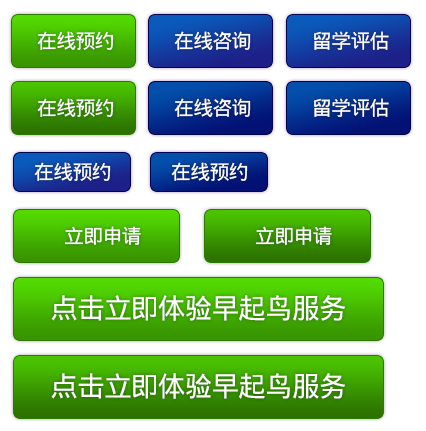 在线预约 在线咨询 留学评估
在线预约 在线咨询 留学评估
在线预约 在线预约
立即申请 立即申请
点击立即体验早起鸟服务
点击立即体验早起鸟服务